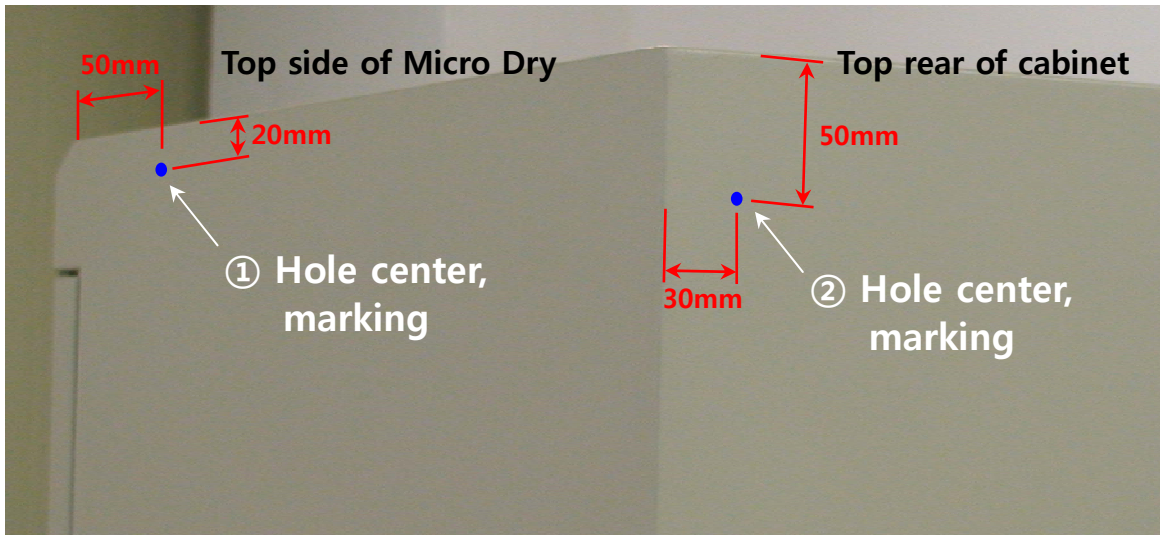 50mm
Top side of Micro Dry
Top rear of cabinet
20mm
50mm
① Hole center,
marking
30mm
② Hole center,
marking